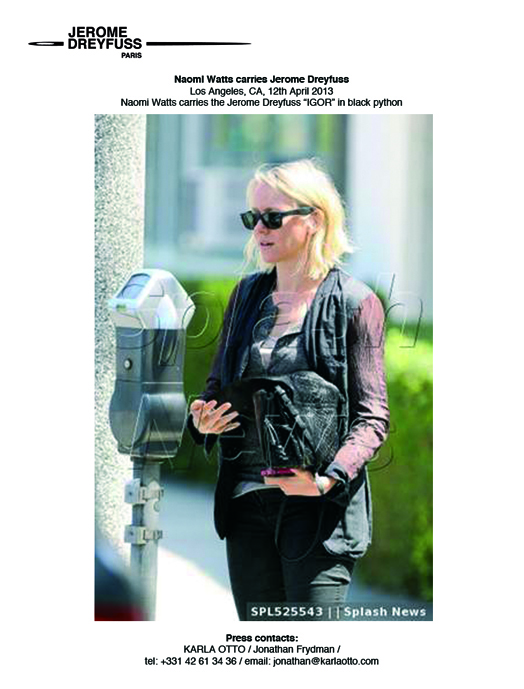 JEROME
DREYFUSS
PARIS
Naomi Watts carries Jerome Dreyfuss
Los Angeles, CA, 12th April 2013
Naomi Watts carries the Jerome Dreyfuss “IGOR” in black python
Splash
News
SPL525543 | | Splash News
Press contacts:
KARLA OTTO / Jonathan Frydman /
tel: +331 42 61 34 36 / email: jonathan@karlaotto.com